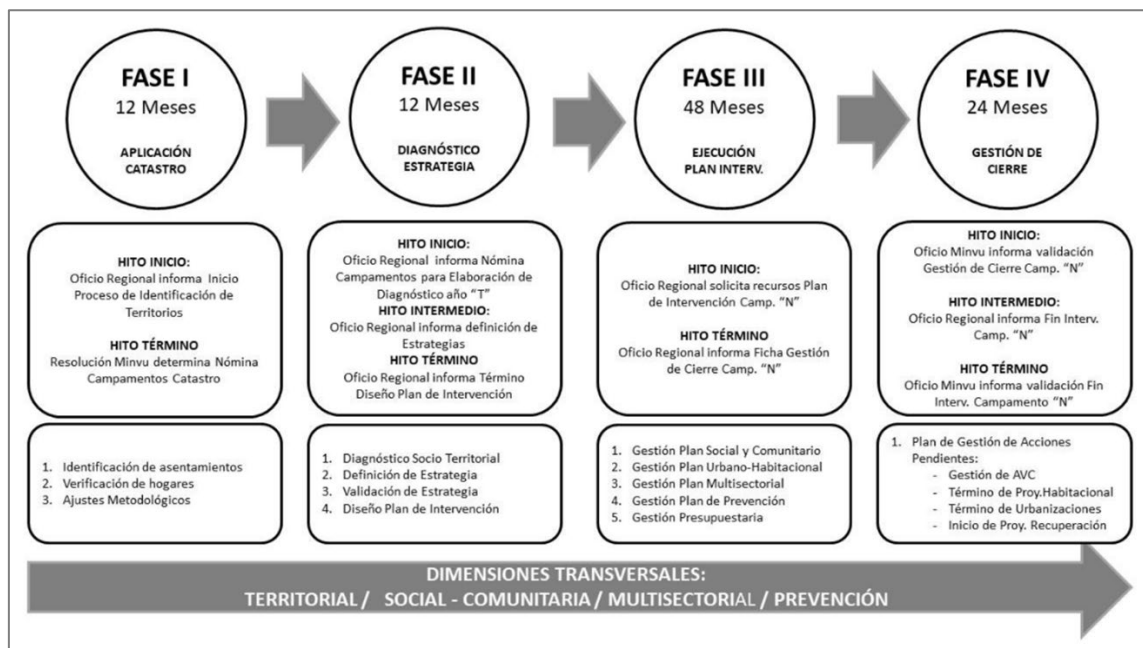 FASE I
12 Meses
APLICACIÓN
CATASTRO
FASE II
12 Meses
DIAGNÓSTICO
ESTRATEGIA
FASE III
48 Meses
EJECUCIÓN
PLAN INTERV.
FASE IV
24 Meses
GESTIÓN DE
CIERRE
HITO INICIO:
Oficio Regional informa Inicio
Proceso de Identificación de
Territorios
HITO TÉRMINO
Resolución Minvu determina Nómina
Campamentos Catastro
HITO INICIO:
Oficio Regional informa Nómina
Campamentos para Elaboración de
Diagnóstico año “T”
HITO INTERMEDIO:
Oficio Regional informa definición de
Estrategias
HITO TÉRMINO
Oficio Regional informa Término
Diseño Plan de Intervención
HITO INICIO:
Oficio Regional solicita recursos Plan
de Intervención Camp. “N”
HITO TÉRMINO
Oficio Regional informa Ficha Gestión
de Cierre Camp. “N”
HITO INICIO:
Oficio Minvu informa validación
Gestión de Cierre Camp. “N”
HITO INTERMEDIO:
Oficio Regional informa Fin Interv.
Camp. “N”
HITO TÉRMINO
Oficio Minvu informa validación Fin
Interv. Campamento “N”
1. Identificación de asentamientos
2. Verificación de hogares
3. Ajustes Metodológicos
1. Diagnóstico Socio Territorial
2. Definición de Estrategia
3. Validación de Estrategia
4. Diseño Plan de Intervención
1. Gestión Plan Social y Comunitario
2. Gestión Plan Urbano-Habitacional
3. Gestión Plan Multisectorial
4. Gestión Plan de Prevención
5. Gestión Presupuestaria
1. Plan de Gestión de Acciones
Pendientes:
- Gestión de AVC
- Término de Proy.Habitacional
- Término de Urbanizaciones
- Inicio de Proy. Recuperación
DIMENSIONES TRANSVERSALES:
TERRITORIAL / SOCIAL - COMUNITARIA / MULTISECTORIAL / PREVENCIÓN